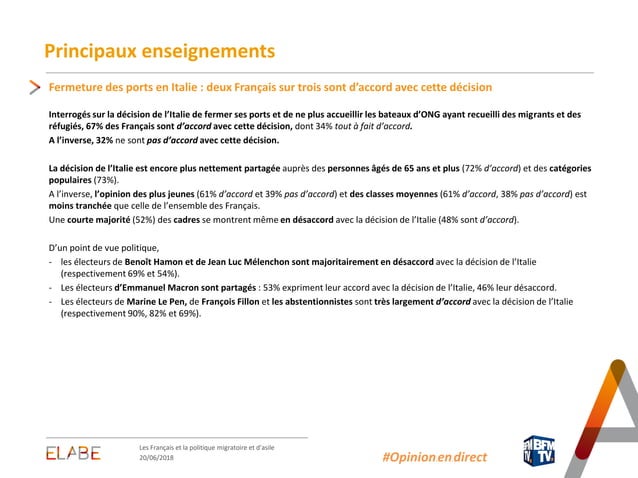 Principaux enseignements
Fermeture des ports en Italie : deux Français sur trois sont d’accord avec cette décision
Interrogés sur la décision de l’Italie de fermer ses ports et de ne plus accueillir les bateaux d’ONG ayant recueilli des migrants et des
réfugiés, 67% des Français sont d’accord avec cette décision, dont 34% tout à fait d’accord.
A l’inverse, 32% ne sont pas d’accord avec cette décision.
La décision de l’Italie est encore plus nettement partagée auprès des personnes âgés de 65 ans et plus (72% d’accord) et des catégories
populaires (73%).
A l’inverse, l’opinion des plus jeunes (61% d’accord et 39% pas d’accord) et des classes moyennes (61% d’accord, 38% pas d’accord) est
moins tranchée que celle de l’ensemble des Français.
Une courte majorité (52%) des cadres se montrent même en désaccord avec la décision de l’Italie (48% sont d’accord).
D’un point de vue politique,
- les électeurs de Benoît Hamon et de Jean Luc Mélenchon sont majoritairement en désaccord avec la décision de l’Italie
(respectivement 69% et 54%).
- Les électeurs d’Emmanuel Macron sont partagés : 53% expriment leur accord avec la décision de l’Italie, 46% leur désaccord.
- Les électeurs de Marine Le Pen, de François Fillon et les abstentionnistes sont très largement d’accord avec la décision de l’Italie
(respectivement 90%, 82% et 69%).
ELABE
Les Français et la politique migratoire et d’asile
20/06/2018
#Opinionendirect
BFM
TV.